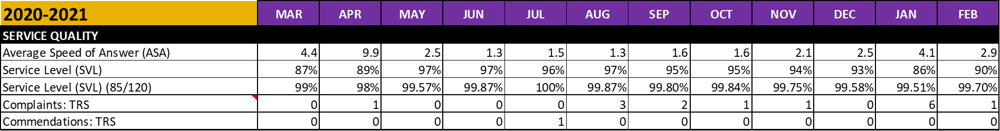 2020-2021 MAR APR MAY JUN JUL AUG SEP OCT NOV DEC JAN FEB
SERVICE QUALITY
Average Speed of Answer (ASA) 4.4 9.9 2.5 1.3 1.5 1.3 1.6 1.6 2.1 2.5 4.1 2.9
Service Level (SVL) 87% 89% 97% 97% 96% 97% 95% 95% 94% 93% 86% 90%
Service Level (SVL) (85/120) 99% 98% 99.57% 99.87% 100% 99.87% 99.80% 99.84% 99.75% 99.58% 99.51% 99.70%
Complaints: TRS 0 1 0 0 0 3 2 1 1 0 6 1
Commendations: TRS 0 0 0 0 1 0 0 0 0 0 0 0